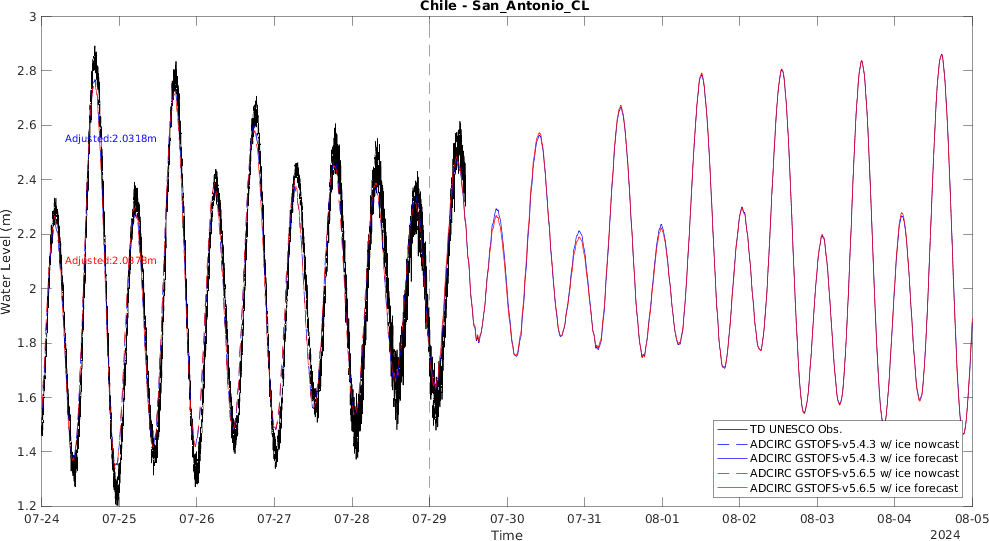 Chile - San_Antonio_CL
3
2.8
2.6
2.4
2.2
2
1.8
1.6
1.4
1.2
Water Level (m)
Adjusted:2.0318m
Adjusted:2.0373m
TD UNESCO Obs.
ADCIRC GSTOFS-v5.4.3 w/ ice nowcast
ADCIRC GSTOFS-v5.4.3 w/ ice forecast
ADCIRC GSTOFS-v5.6.5 w/ ice nowcast
ADCIRC GSTOFS-v5.6.5 w/ ice forecast
07-24 07-25 07-26 07-27 07-28 07-29 07-30 07-31 08-01 08-02 08-03 08-04 08-05
Time
2024